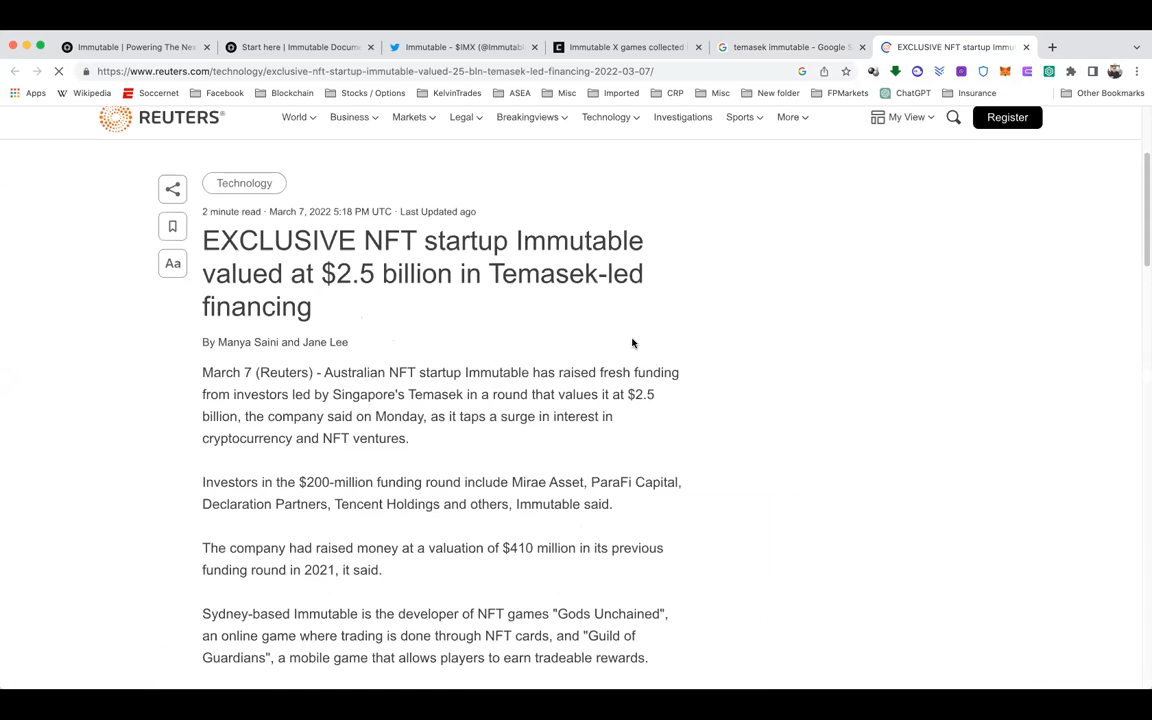 Immutable | Powering The Ne
Start here | Immutable Docum
Immutable - $IMX (@Immutabl
Immutable X games collected
temasek immutable - Google S
EXCLUSIVE NFT startup Immu
https://www.reuters.com/technology/exclusive-nft-startup-immutable-valued-25-bln-temasek-led-financing-2022-03-07/
Apps Wikipedia Soccernet Facebook Blockchain Stocks / Options KelvinTrades ASEA Misc Imported CRP Misc New folder FPMarkets ChatGPT Insurance Other Bookmarks
REUTERS® World Business Markets Legal Breakingviews Technology Investigations Sports More My View Register
Technology
2 minute read · March 7, 2022 5:18 PM UTC · Last Updated ago
EXCLUSIVE NFT startup Immutable
valued at $2.5 billion in Temasek-led
financing
Aa
By Manya Saini and Jane Lee
March 7 (Reuters) - Australian NFT startup Immutable has raised fresh funding
from investors led by Singapore's Temasek in a round that values it at $2.5
billion, the company said on Monday, as it taps a surge in interest in
cryptocurrency and NFT ventures.
Investors in the $200-million funding round include Mirae Asset, ParaFi Capital,
Declaration Partners, Tencent Holdings and others, Immutable said.
The company had raised money at a valuation of $410 million in its previous
funding round in 2021, it said.
Sydney-based Immutable is the developer of NFT games "Gods Unchained",
an online game where trading is done through NFT cards, and "Guild of
Guardians", a mobile game that allows players to earn tradeable rewards.